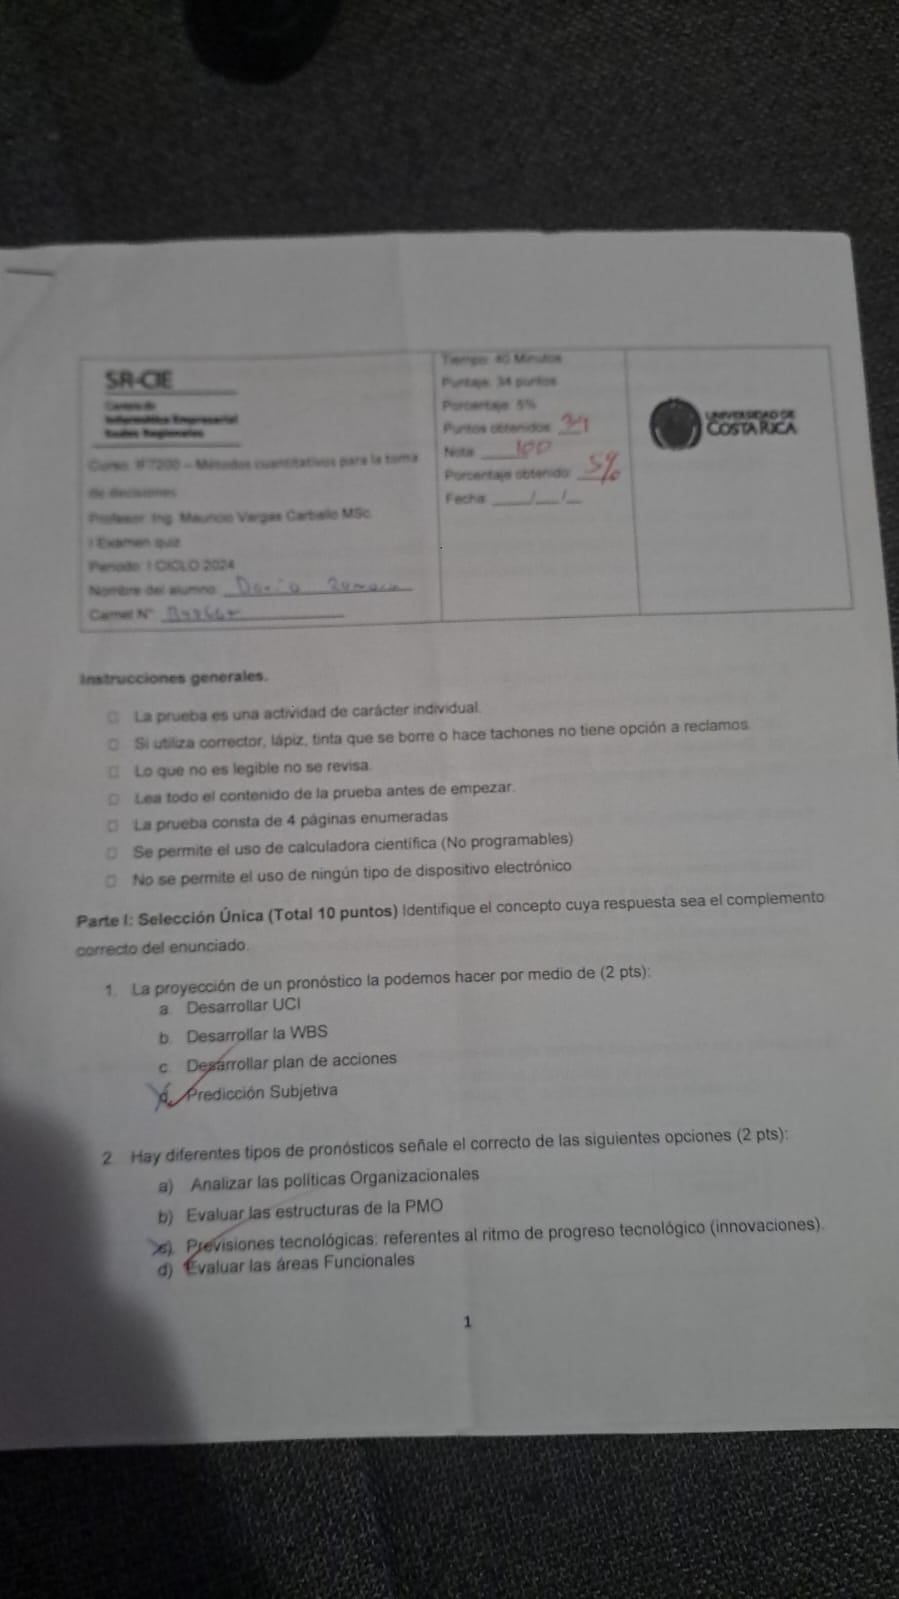 SR-CIE
Carrera de
Informática Empresarial
Sedes Regionales
Curso: IF7200 – Métodos cuantitativos para la toma
de decisiones
Profesor: Ing. Mauricio Vargas Carballo MSc.
I Examen quiz
Periodo: I CICLO 2024
Nombre del alumno:
Carnet N°
Tiempo: 40 Minutos
Puntaje: 34 puntos
Porcentaje: 5%
Puntos obtenidos 34
Nota 100
Porcentaje obtenido: 5%
Fecha: ____/___/__
UNIVERSIDAD DE
COSTA RICA
Instrucciones generales.
La prueba es una actividad de carácter individual.
Si utiliza corrector, lápiz, tinta que se borre o hace tachones no tiene opción a reclamos.
Lo que no es legible no se revisa.
Lea todo el contenido de la prueba antes de empezar.
La prueba consta de 4 páginas enumeradas
Se permite el uso de calculadora científica (No programables)
No se permite el uso de ningún tipo de dispositivo electrónico
Parte I: Selección Única (Total 10 puntos) Identifique el concepto cuya respuesta sea el complemento
correcto del enunciado.
1. La proyección de un pronóstico la podemos hacer por medio de (2 pts):
a. Desarrollar UCI
b. Desarrollar la WBS
c. Desarrollar plan de acciones
d. Predicción Subjetiva
2. Hay diferentes tipos de pronósticos señale el correcto de las siguientes opciones (2 pts):
a) Analizar las políticas Organizacionales
b) Evaluar las estructuras de la PMO
c) Previsiones tecnológicas: referentes al ritmo de progreso tecnológico (innovaciones).
d) Evaluar las áreas Funcionales
1